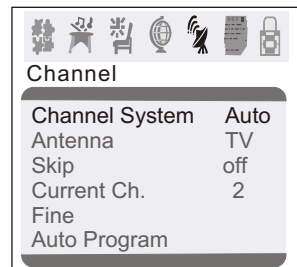 Channel
Channel System Auto
Antenna TV
Skip off
Current Ch. 2
Fine
Auto Program